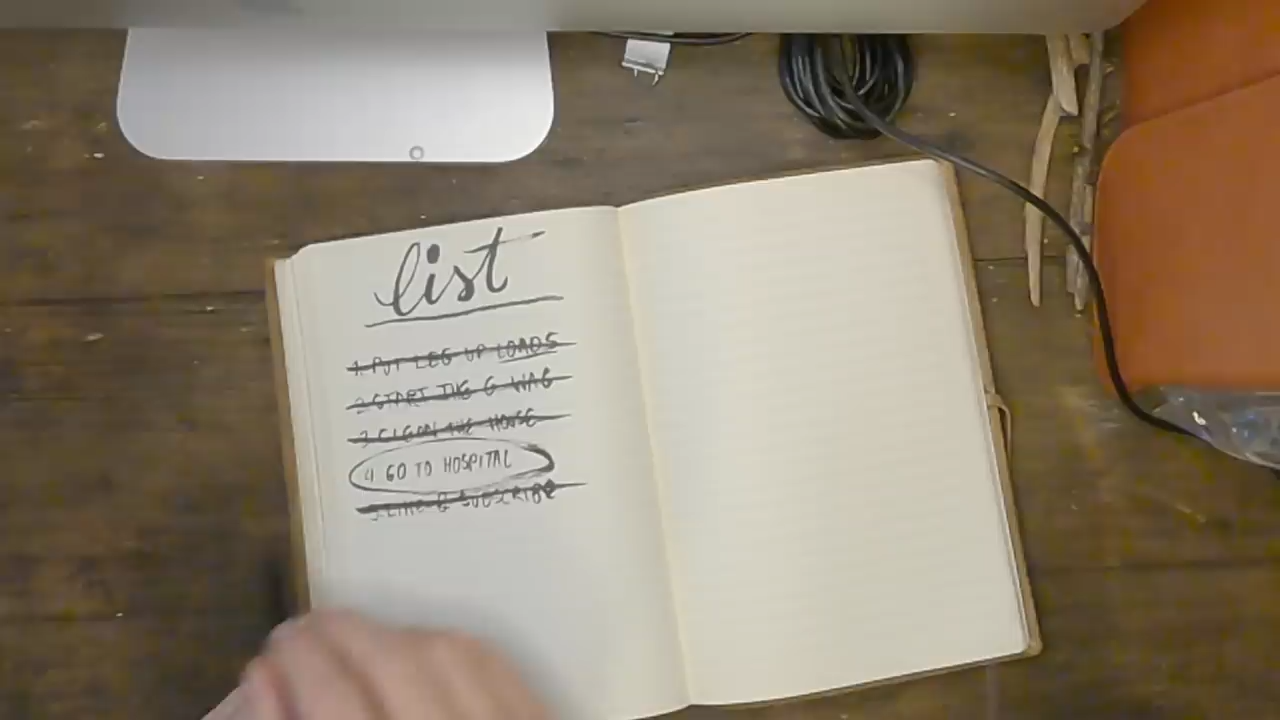 list
1. PUT LEG UP LOADS
2 START THE G WAG
3 CLEAN THE HOUSE
4 GO TO HOSPITAL
5. LIKE & SUBSCRIBE